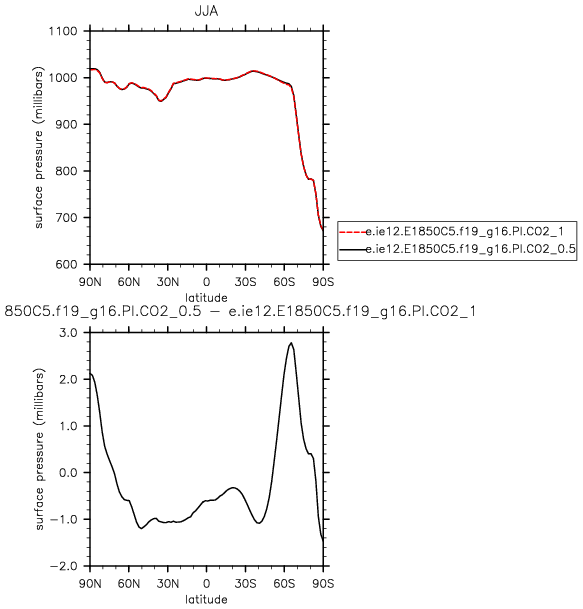 JJA
surface pressure (millibars)
1100
1000
900
800
700
600
90N 60N 30N 0 30S 60S 90S
latitude
e.ie12.E1850C5.f19_g16.PI.CO2_1
e.ie12.E1850C5.f19_g16.PI.CO2_0.5
850C5.f19_g16.PI.CO2_0.5 − e.ie12.E1850C5.f19_g16.PI.CO2_1
surface pressure (millibars)
3.0
2.0
1.0
0.0
−1.0
−2.0
90N 60N 30N 0 30S 60S 90S
latitude